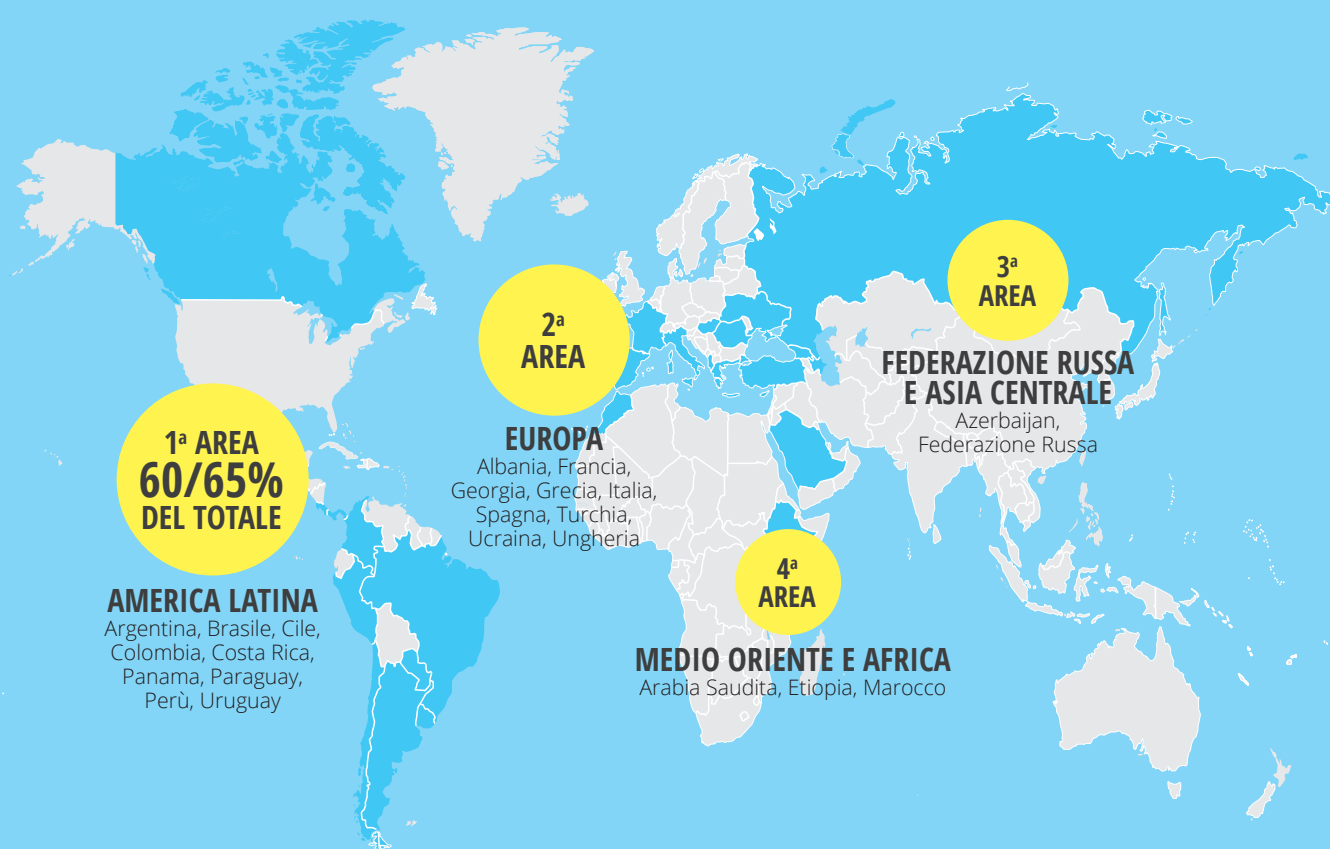 1ª AREA
60/65%
DEL TOTALE
AMERICA LATINA
Argentina, Brasile, Cile,
Colombia, Costa Rica,
Panama, Paraguay,
Perù, Uruguay
2ª
AREA
EUROPA
Albania, Francia,
Georgia, Grecia, Italia,
Spagna, Turchia,
Ucraina, Ungheria
3ª
AREA
FEDERAZIONE RUSSA
E ASIA CENTRALE
Azerbaijan,
Federazione Russa
4ª
AREA
MEDIO ORIENTE E AFRICA
Arabia Saudita, Etiopia, Marocco